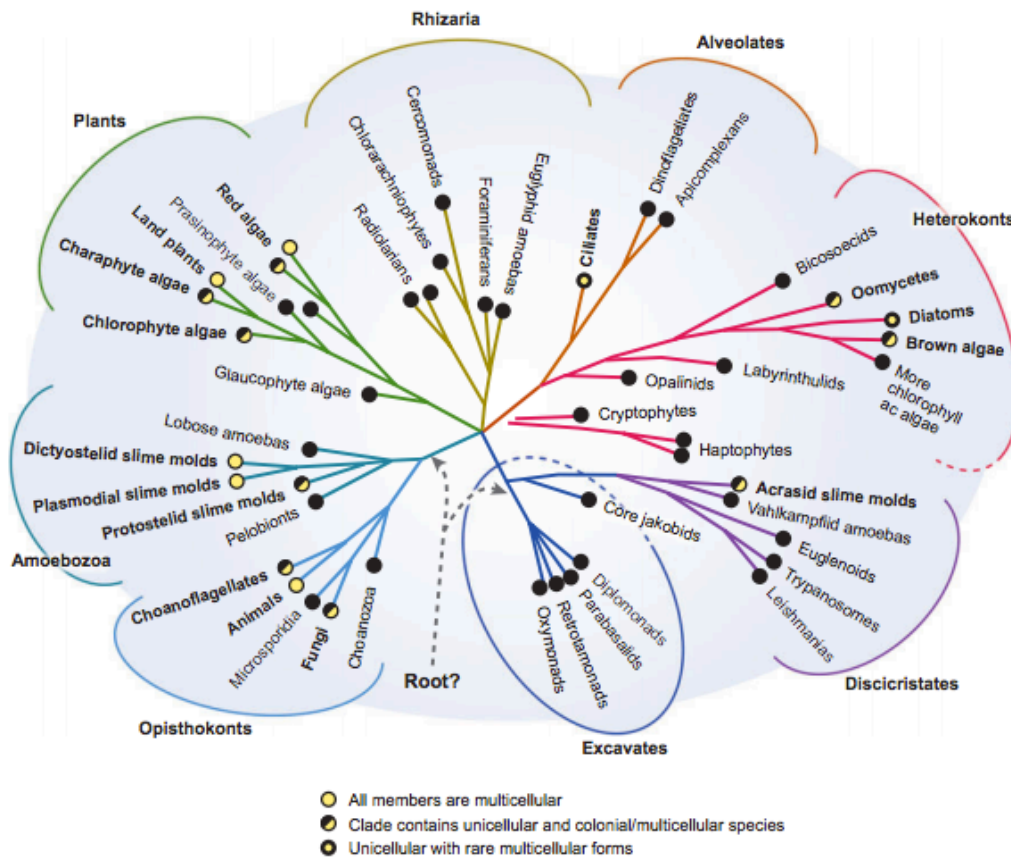 Rhizaria
Alveolates
Plants
Heterokonts
Cercomonads
Chlorarachniophytes
Radiolarians
Foraminiferans
Euglyphid amoebas
Ciliates
Dinoflagellates
Apicomplexans
Red algae
Prasinophyte algae
Land plants
Charaphyte algae
Chlorophyte algae
Glaucophyte algae
Bicosoecids
Oomycetes
Diatoms
Brown algae
More
chlorophyll
ac algae
Labyrinthulids
Opalinids
Cryptophytes
Haptophytes
Lobose amoebas
Dictyostelid slime molds
Plasmodial slime molds
Protostelid slime molds
Pelobionts
Amoebozoa
Acrasid slime molds
Vahlkampfiid amoebas
Euglenoids
Trypanosomes
Leishmanias
Discicristates
Core jakobids
Diplomonads
Parabasalids
Retrotamonads
Oxymonads
Excavates
Choanoflagellates
Animals
Microsporidia
Fungi
Choanozoa
Opisthokonts
Root?
All members are multicellular
Clade contains unicellular and colonial/multicellular species
Unicellular with rare multicellular forms